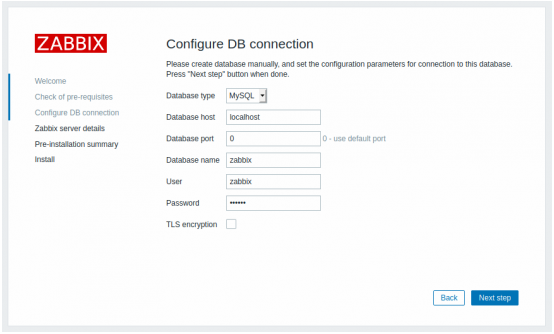 ZABBIX
Welcome
Check of pre-requisites
Configure DB connection
Zabbix server details
Pre-installation summary
Install
Configure DB connection
Please create database manually, and set the configuration parameters for connection to this database.
Press "Next step" button when done.
Database type MySQL
Database host localhost
Database port 0 0 - use default port
Database name zabbix
User zabbix
Password ••••••
TLS encryption
Back Next step